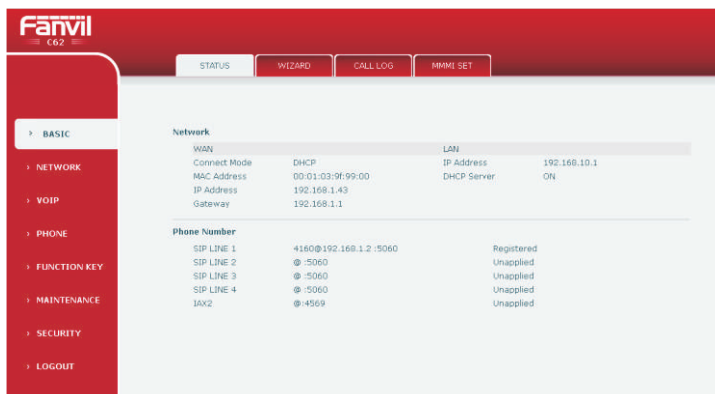 Fanvil
C62
STATUS WIZARD CALL LOG MMMI SET
> BASIC
> NETWORK
> VOIP
> PHONE
> FUNCTION KEY
> MAINTENANCE
> SECURITY
> LOGOUT
Network
WAN LAN
Connect Mode DHCP IP Address 192.168.10.1
MAC Address 00:01:03:9f:99:00 DHCP Server ON
IP Address 192.168.1.43
Gateway 192.168.1.1
Phone Number
SIP LINE 1 4160@192.168.1.2 :5060 Registered
SIP LINE 2 @ :5060 Unapplied
SIP LINE 3 @ :5060 Unapplied
SIP LINE 4 @ :5060 Unapplied
IAX2 @:4569 Unapplied